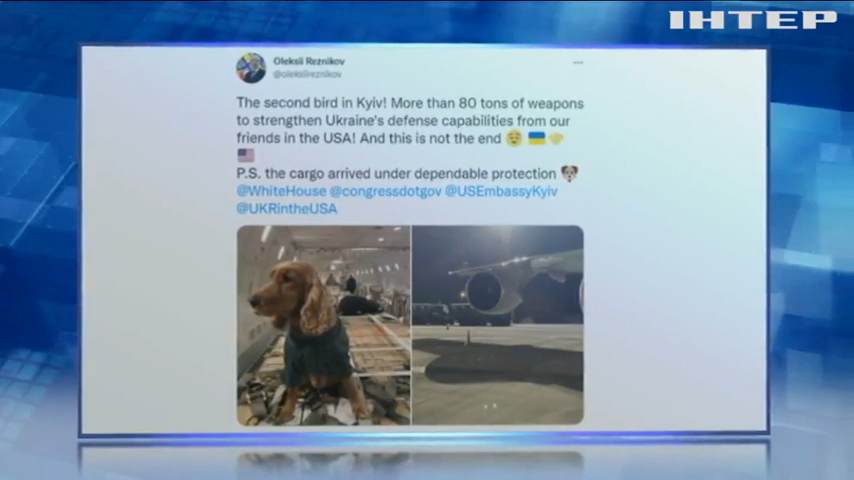 ІНТЕР
Oleksii Reznikov
@oleksiireznikov
The second bird in Kyiv! More than 80 tons of weapons
to strengthen Ukraine's defense capabilities from our
friends in the USA! And this is not the end
P.S. the cargo arrived under dependable protection
@WhiteHouse @congressdotgov @USEmbassyKyiv
@UKRintheUSA